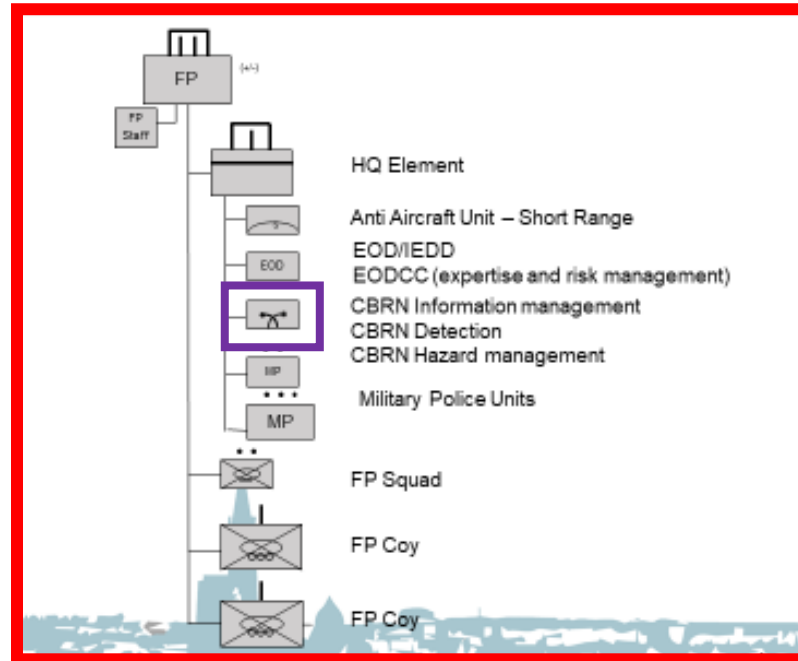 FP
(+/-)
FP
Staff
HQ Element
Anti Aircraft Unit – Short Range
S
EOD/IEDD
EOD
EODCC (expertise and risk management)
CBRN Information management
CBRN Detection
CBRN Hazard management
MP
Military Police Units
MP
FP Squad
FP Coy
FP Coy